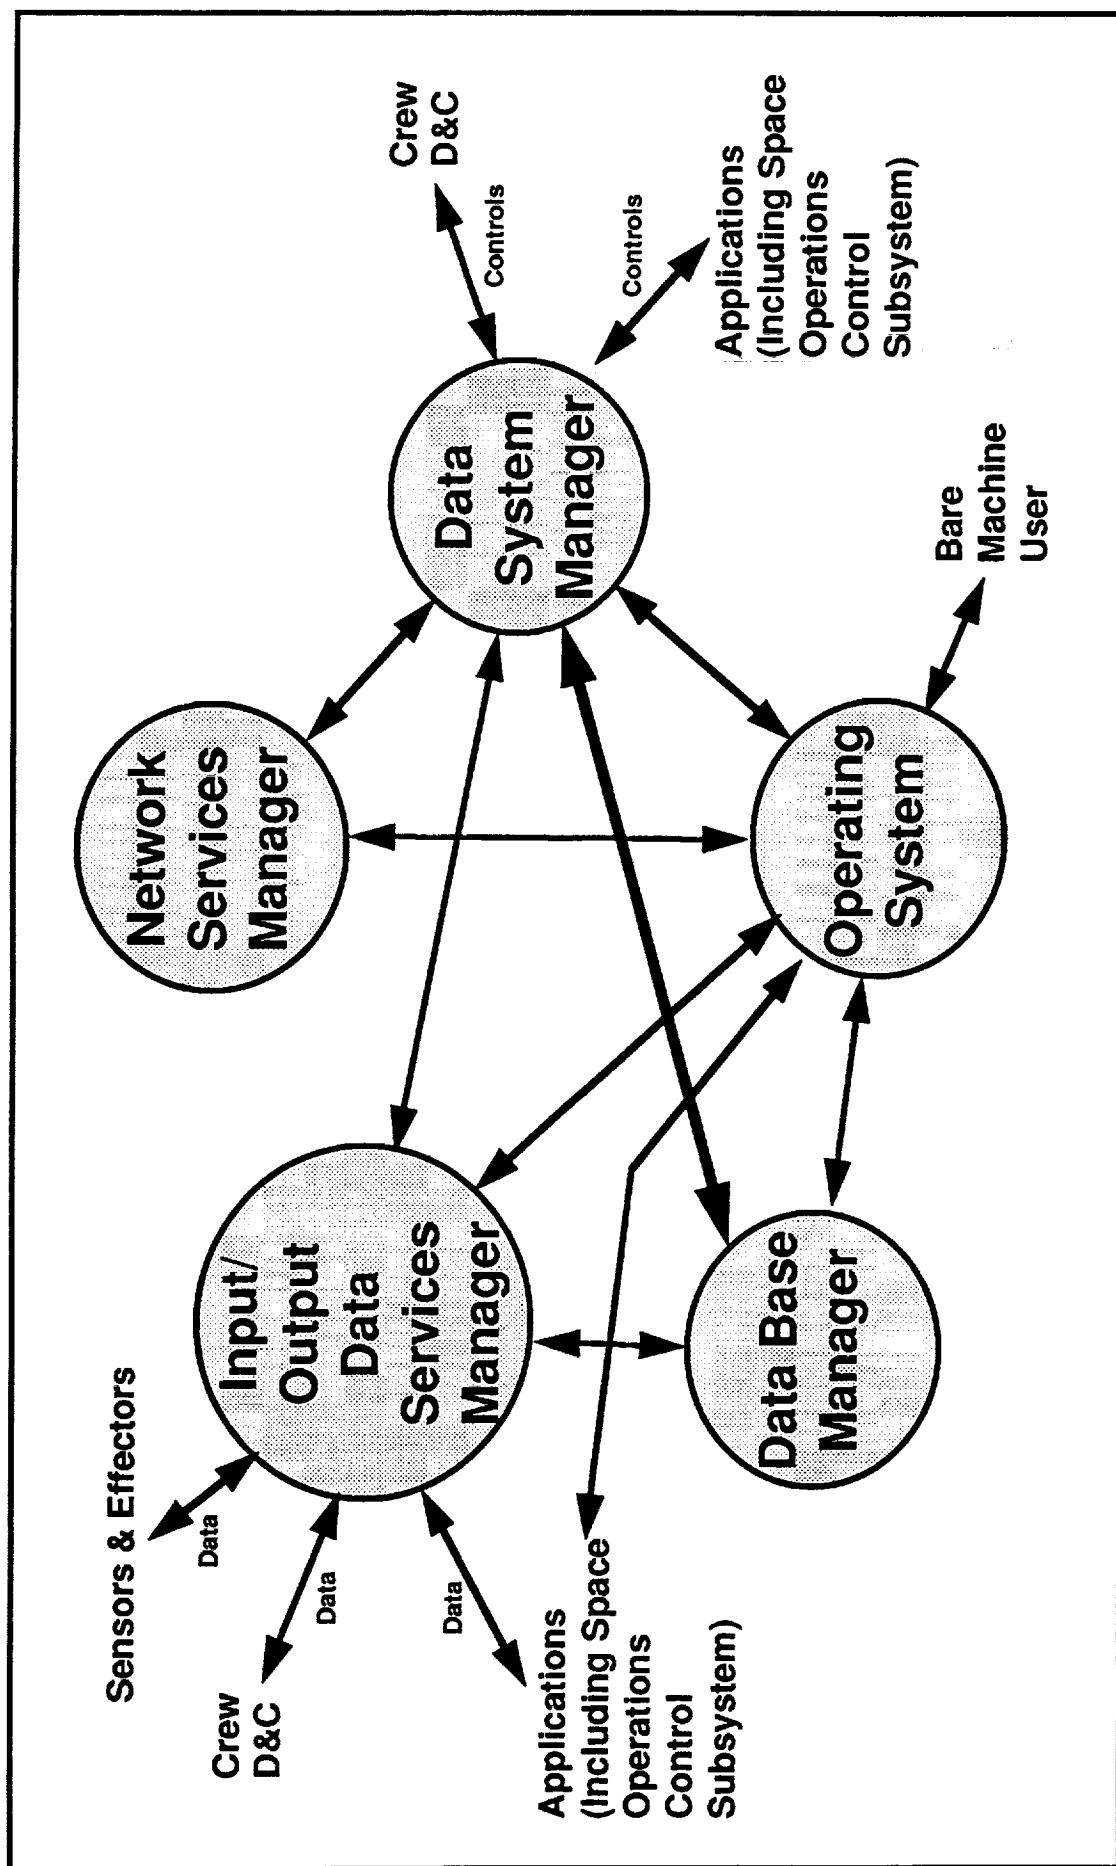 Sensors & Effectors
Data
Crew
D&C
Data
Data
Applications
(Including Space
Operations
Control
Subsystem)
Input/
Output
Data
Services
Manager
Data Base
Manager
Network
Services
Manager
Operating
System
Bare
Machine
User
Data
System
Manager
Crew
D&C
Controls
Controls
Applications
(Including Space
Operations
Control
Subsystem)